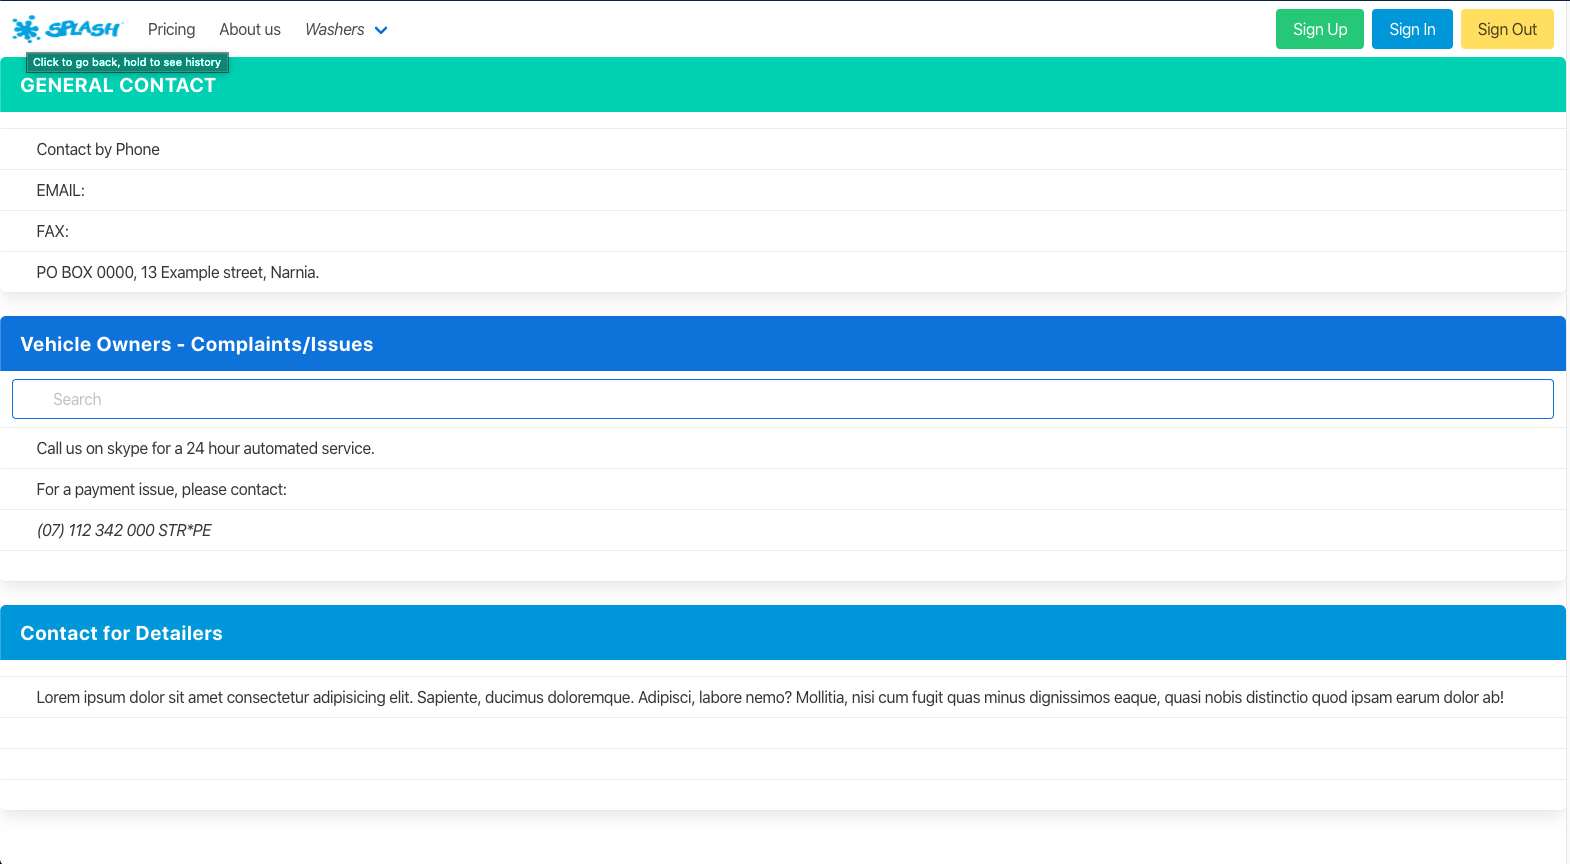 SPLASH Pricing About us Washers Sign Up Sign In Sign Out
Click to go back, hold to see history
GENERAL CONTACT
Contact by Phone
EMAIL:
FAX:
PO BOX 0000, 13 Example street, Narnia.
Vehicle Owners - Complaints/Issues
Search
Call us on skype for a 24 hour automated service.
For a payment issue, please contact:
(07) 112 342 000 STR*PE
Contact for Detailers
Lorem ipsum dolor sit amet consectetur adipisicing elit. Sapiente, ducimus doloremque. Adipisci, labore nemo? Mollitia, nisi cum fugit quas minus dignissimos eaque, quasi nobis distinctio quod ipsam earum dolor ab!